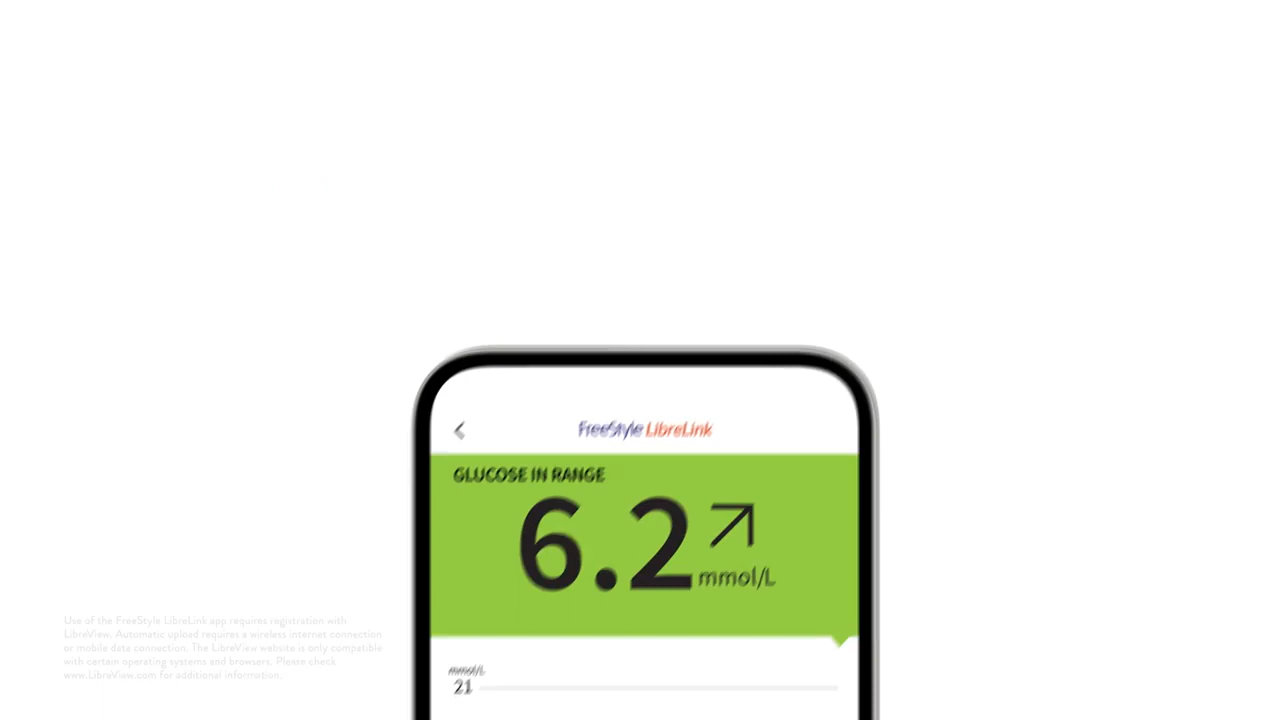 FreeStyle LibreLink
GLUCOSE IN RANGE
6.2
mmol/L
mmol/L
21
Use of the FreeStyle LibreLink app requires registration with
LibreView. Automatic upload requires a wireless internet connection
or mobile data connection. The LibreView website is only compatible
with certain operating systems and browsers. Please check
www.LibreView.com for additional information.